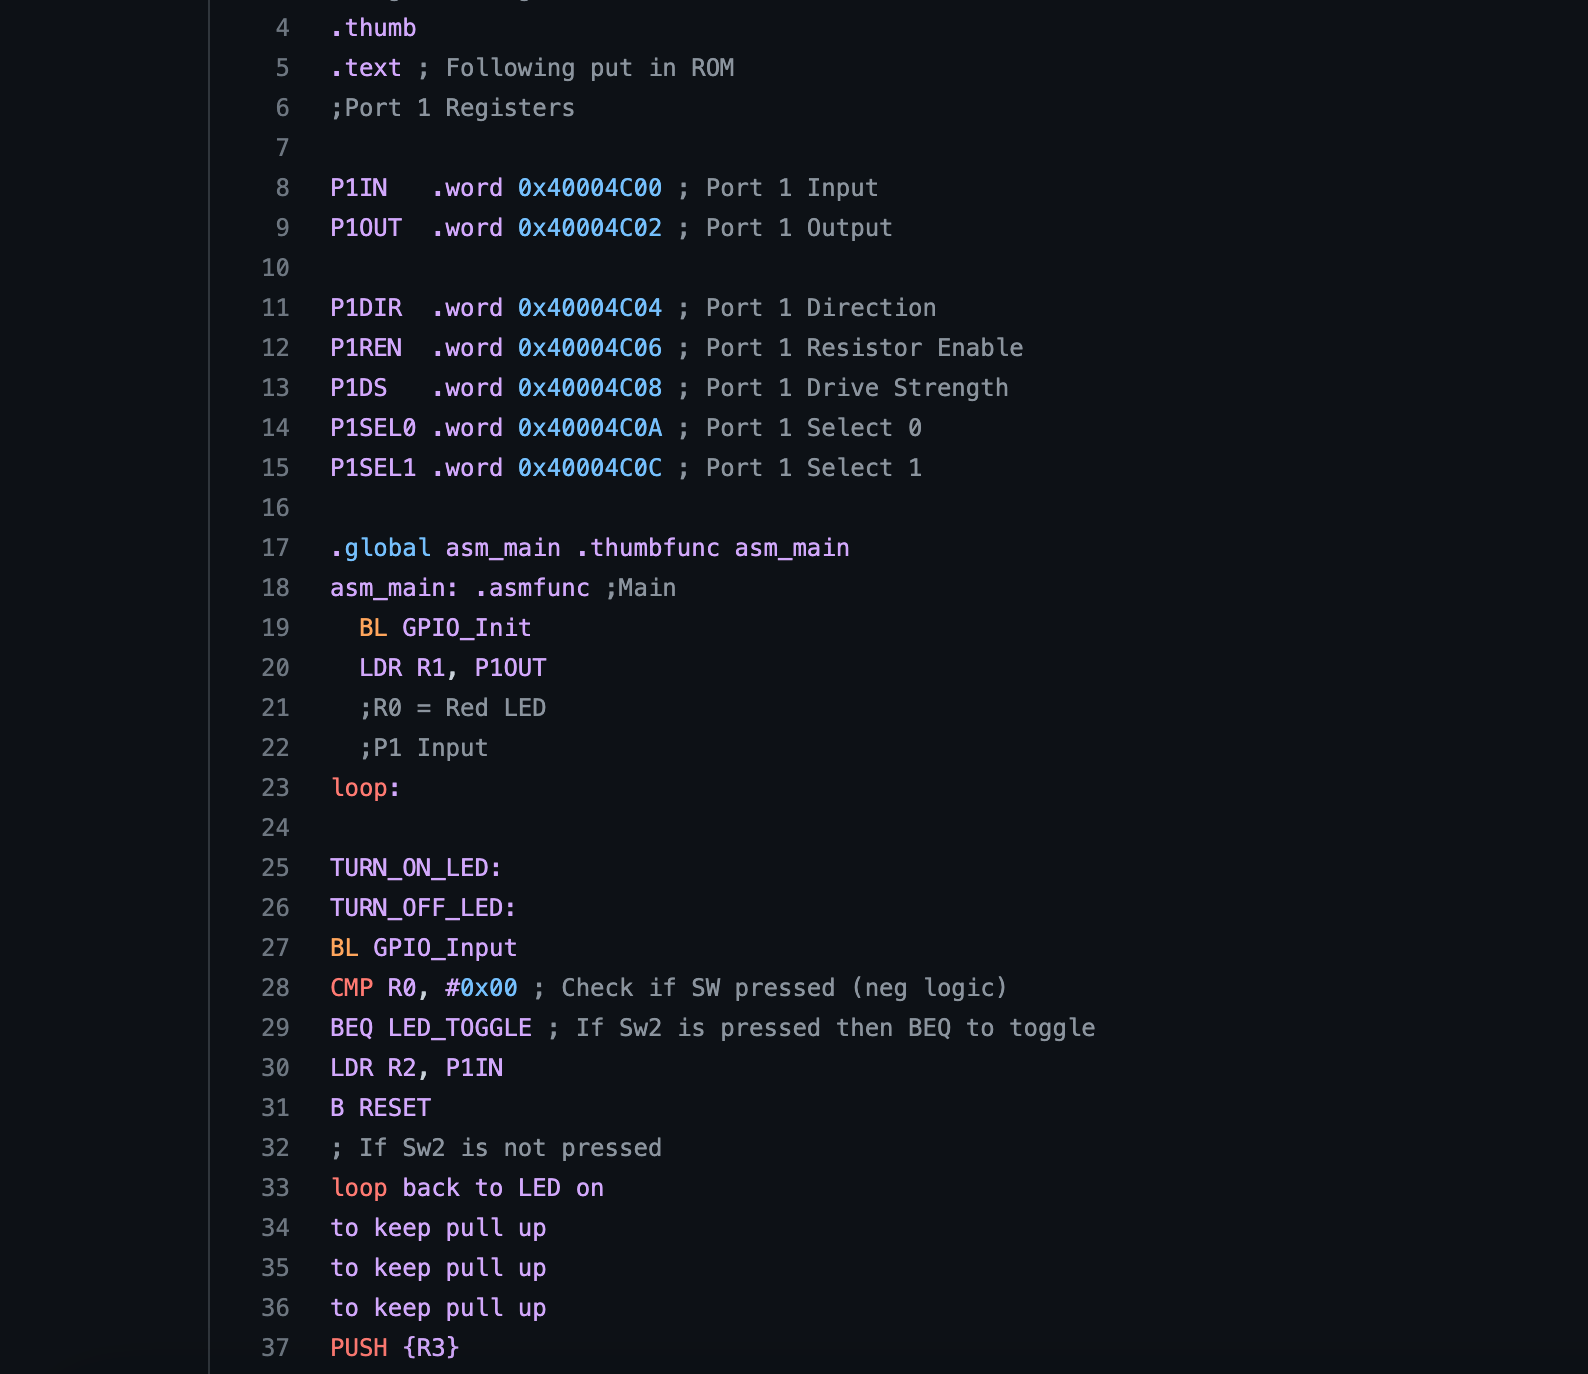 4 .thumb
5 .text ; Following put in ROM
6 ;Port 1 Registers
7
8 P1IN .word 0x40004C00 ; Port 1 Input
9 P1OUT .word 0x40004C02 ; Port 1 Output
10
11 P1DIR .word 0x40004C04 ; Port 1 Direction
12 P1REN .word 0x40004C06 ; Port 1 Resistor Enable
13 P1DS .word 0x40004C08 ; Port 1 Drive Strength
14 P1SEL0 .word 0x40004C0A ; Port 1 Select 0
15 P1SEL1 .word 0x40004C0C ; Port 1 Select 1
16
17 .global asm_main .thumbfunc asm_main
18 asm_main: .asmfunc ;Main
19 BL GPIO_Init
20 LDR R1, P1OUT
21 ;R0 = Red LED
22 ;P1 Input
23 loop:
24
25 TURN_ON_LED:
26 TURN_OFF_LED:
27 BL GPIO_Input
28 CMP R0, #0x00 ; Check if SW pressed (neg logic)
29 BEQ LED_TOGGLE ; If Sw2 is pressed then BEQ to toggle
30 LDR R2, P1IN
31 B RESET
32 ; If Sw2 is not pressed
33 loop back to LED on
34 to keep pull up
35 to keep pull up
36 to keep pull up
37 PUSH {R3}